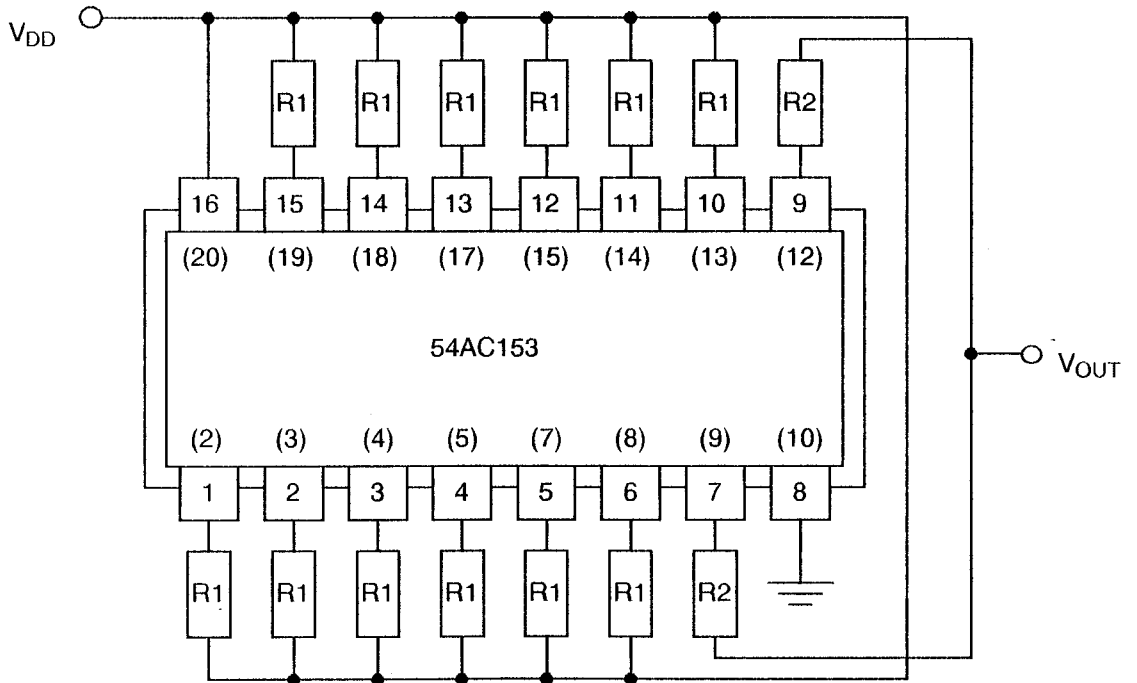 V_DD
R1 R1 R1 R1 R1 R1 R2
16 15 14 13 12 11 10 9
(20) (19) (18) (17) (15) (14) (13) (12)
54AC153
V_OUT
(2) (3) (4) (5) (7) (8) (9) (10)
1 2 3 4 5 6 7 8
R1 R1 R1 R1 R1 R1 R2